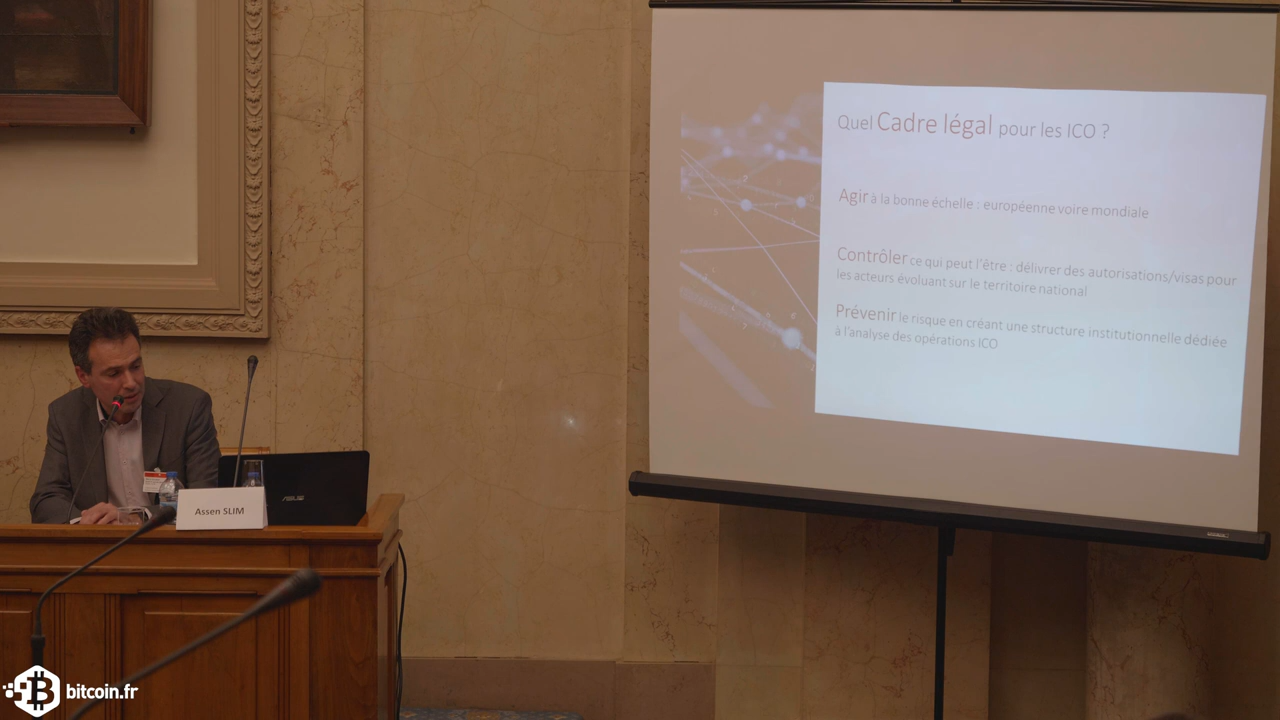 Quel Cadre légal pour les ICO ?
Agir à la bonne échelle : européenne voire mondiale
Contrôler ce qui peut l'être : délivrer des autorisations/visas pour
les acteurs évoluant sur le territoire national
Prévenir le risque en créant une structure institutionnelle dédiée
à l'analyse des opérations ICO
ASUS
Assen SLIM
bitcoin.fr